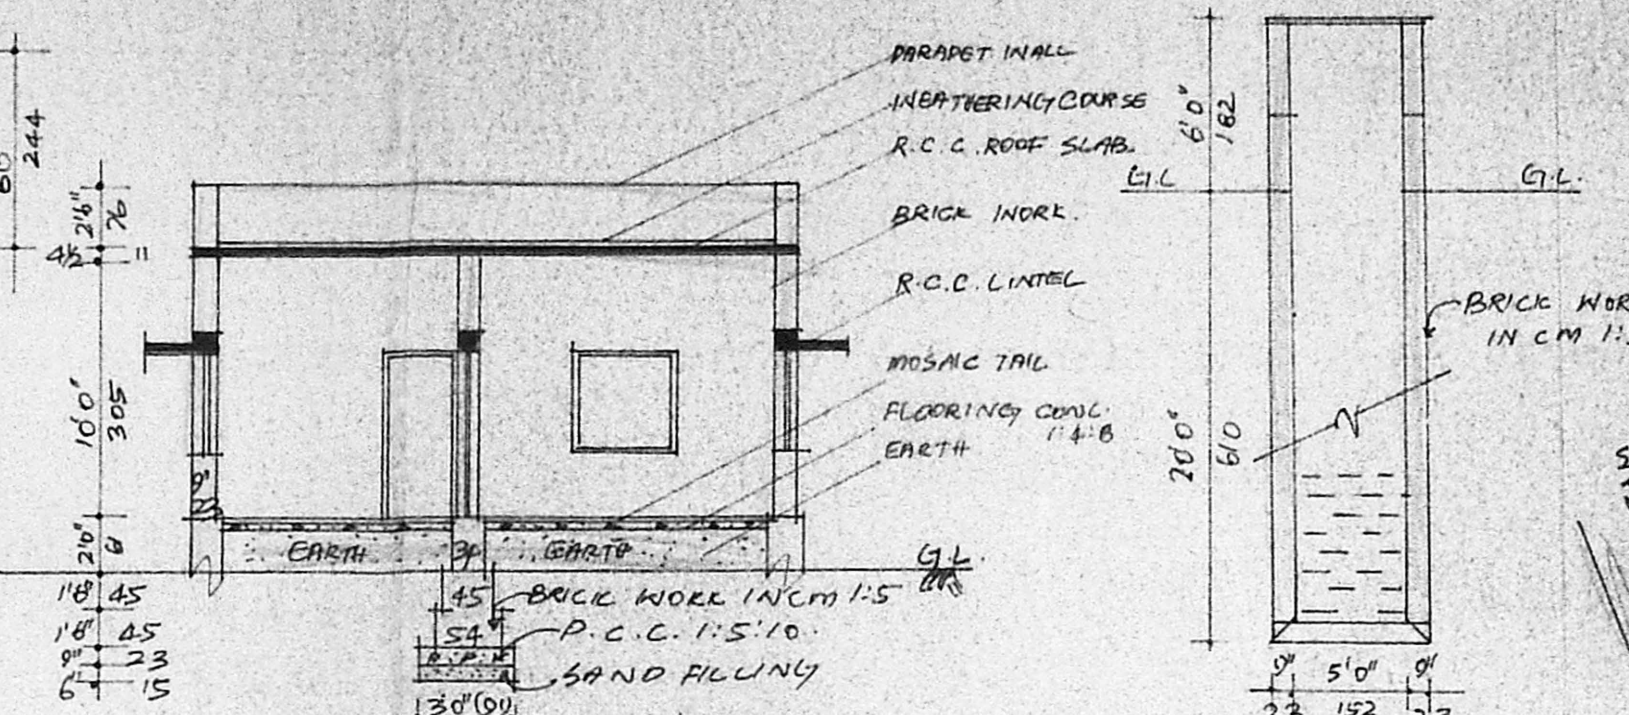 244
2'6"
76
4½
11
10'0"
305
9"
2'0"
1'8" 45
1'6" 45
9" 23
6" 15
PARAPET WALL
WEATHERING COURSE
R.C.C. ROOF SLAB.
BRICK WORK.
R.C.C. LINTEL
MOSAIC TAIL
FLOORING CONC.
1:4:8
EARTH
EARTH
EARTH
G.L.
45
BRICK WORK IN CM 1:5
54
P.C.C. 1:5:10.
SAND FILLING
6'0"
182
G.L
G.L.
BRICK WOR
IN CM 1:
20'0"
610
9" 5'0" 9"
152